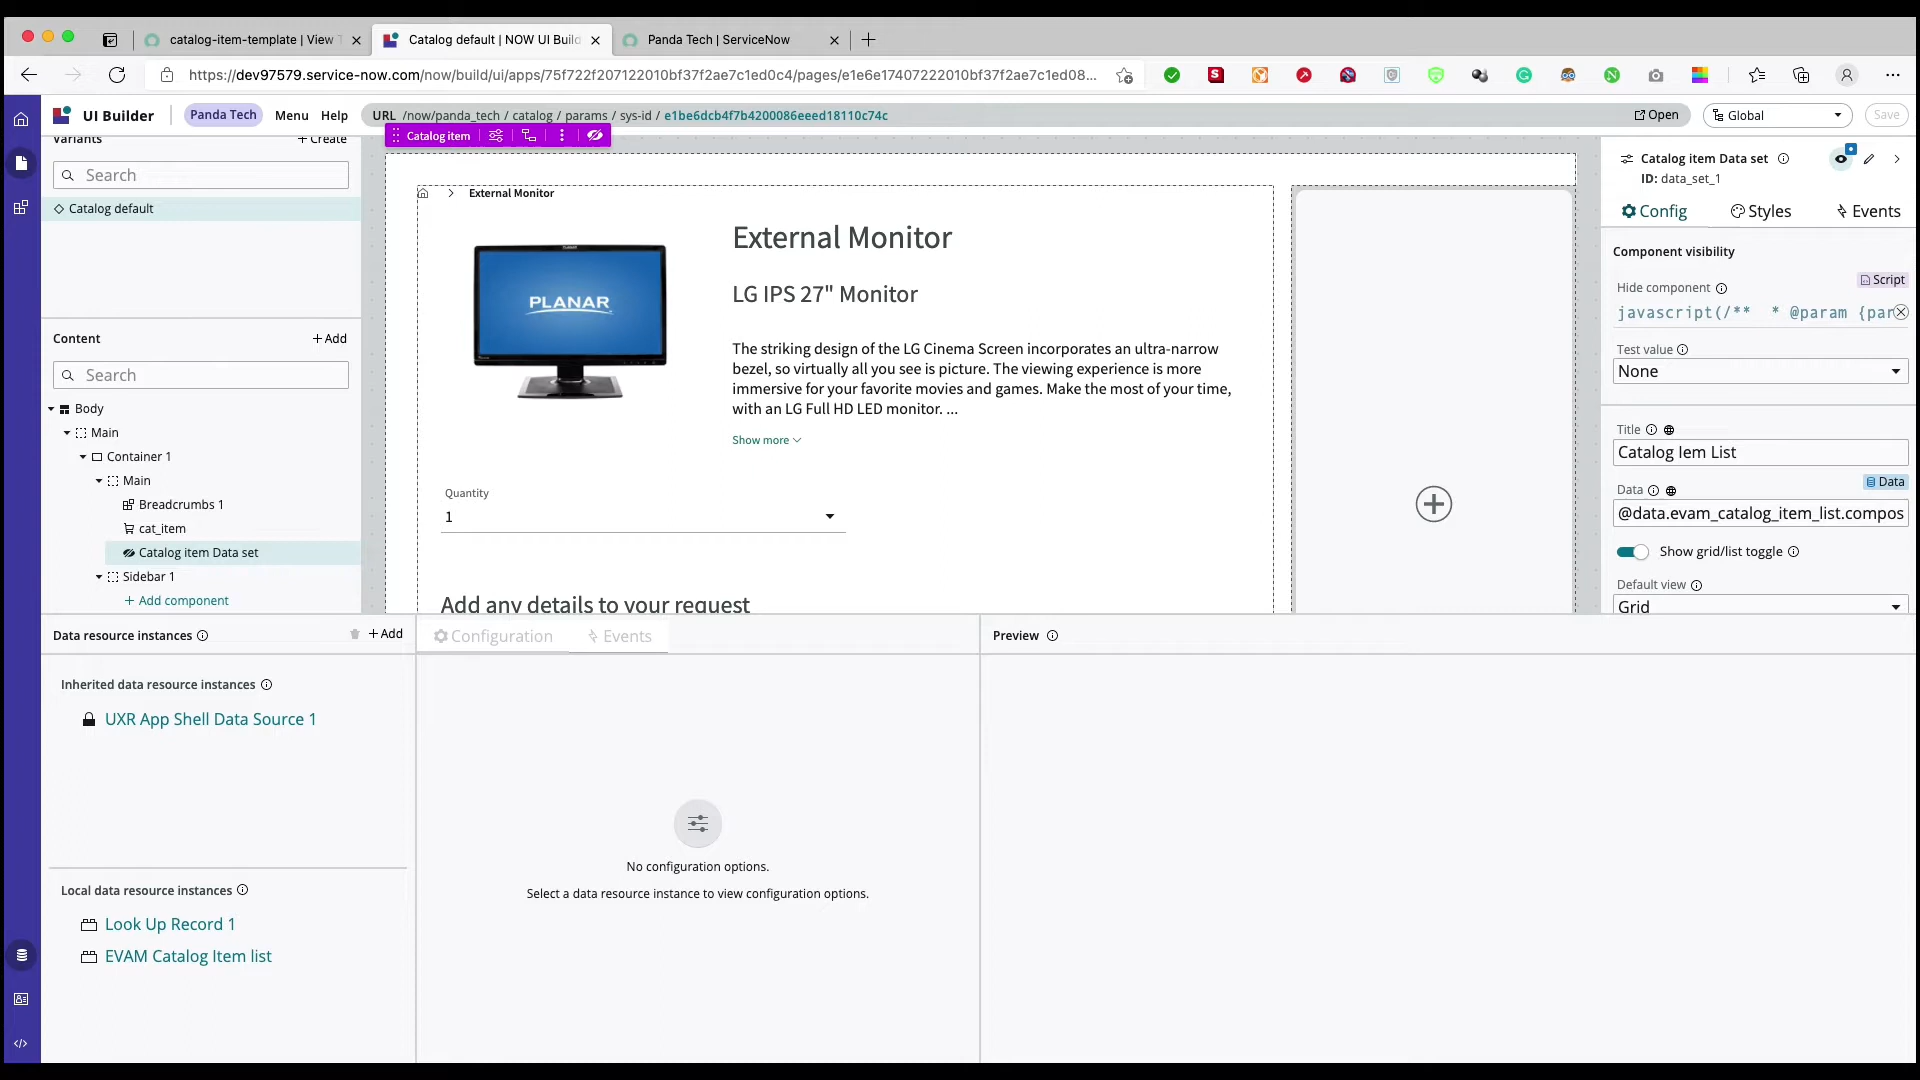 catalog-item-template | View T
Catalog default | NOW UI Build
Panda Tech | ServiceNow
https://dev97579.service-now.com/now/build/ui/apps/75f722f207122010bf37f2ae7c1ed0c4/pages/e1e6e17407222010bf37f2ae7c1ed08...
UI Builder
Panda Tech
Menu
Help
URL /now/panda_tech / catalog / params / sys-id / e1be6dcb4f7b4200086eeed18110c74c
Open
Global
Save
Variants
+ Create
Search
Catalog default
Content
+ Add
Search
Body
Main
Container 1
Main
Breadcrumbs 1
cat_item
Catalog item Data set
Sidebar 1
+ Add component
Catalog item
External Monitor
PLANAR
PLANAR
External Monitor
LG IPS 27" Monitor
The striking design of the LG Cinema Screen incorporates an ultra-narrow
bezel, so virtually all you see is picture. The viewing experience is more
immersive for your favorite movies and games. Make the most of your time,
with an LG Full HD LED monitor. ...
Show more
Quantity
1
Add any details to your request
Catalog item Data set
ID: data_set_1
Config
Styles
Events
Component visibility
Script
Hide component
javascript(/**  * @param {par
Test value
None
Title
Catalog Iem List
Data
Data
@data.evam_catalog_item_list.compos
Show grid/list toggle
Default view
Grid
Data resource instances
+ Add
Inherited data resource instances
UXR App Shell Data Source 1
Local data resource instances
Look Up Record 1
EVAM Catalog Item list
Configuration
Events
No configuration options.
Select a data resource instance to view configuration options.
Preview